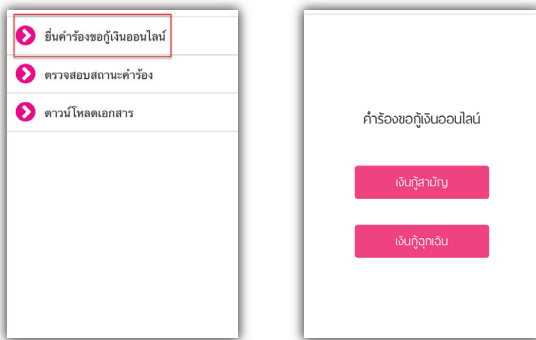 ยื่นคำร้องขอกู้เงินออนไลน์
ตรวจสอบสถานะคำร้อง
ดาวน์โหลดเอกสาร
คำร้องขอกู้เงินออนไลน์
เงินกู้สามัญ
เงินกู้ฉุกเฉิน